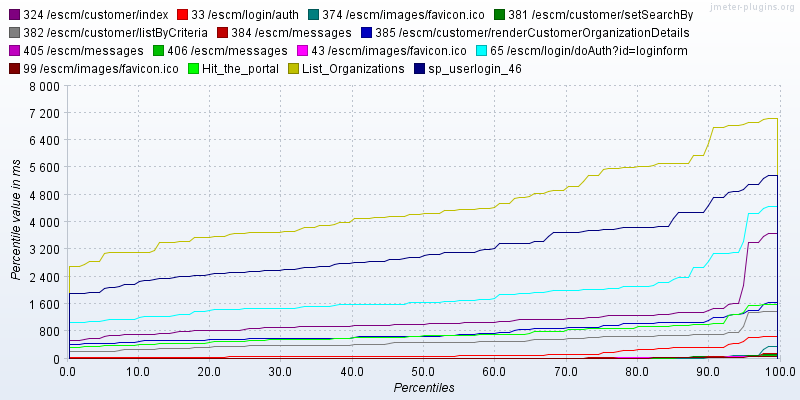 jmeter-plugins.org
324 /escm/customer/index 33 /escm/login/auth 374 /escm/images/favicon.ico 381 /escm/customer/setSearchBy
382 /escm/customer/listByCriteria 384 /escm/messages 385 /escm/customer/renderCustomerOrganizationDetails
405 /escm/messages 406 /escm/messages 43 /escm/images/favicon.ico 65 /escm/login/doAuth?id=loginform
99 /escm/images/favicon.ico Hit_the_portal List_Organizations sp_userlogin_46
8 000
7 200
6 400
5 600
4 800
4 000
3 200
2 400
1 600
800
0
Percentile value in ms
0.0 10.0 20.0 30.0 40.0 50.0 60.0 70.0 80.0 90.0 100.0
Percentiles